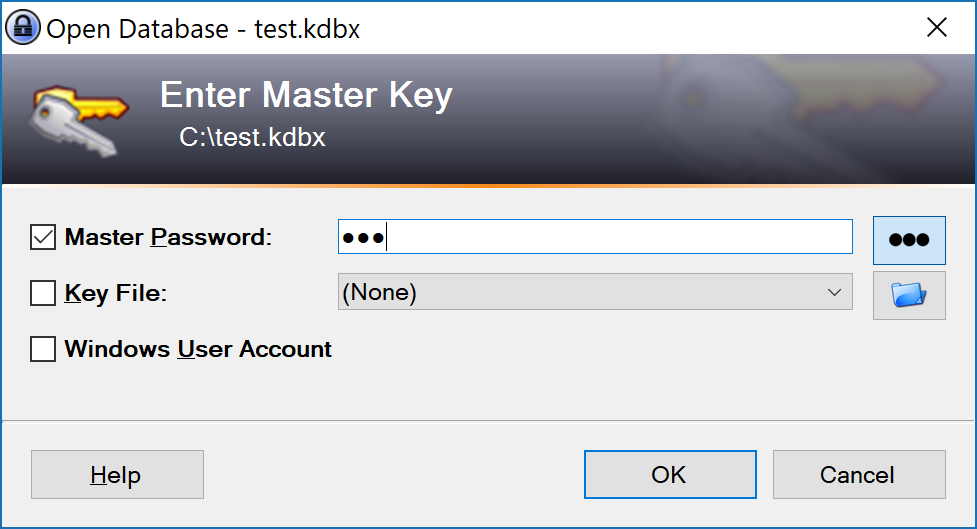 Open Database - test.kdbx
Enter Master Key
C:\test.kdbx
Master Password: ●●● ●●●
Key File: (None)
Windows User Account
Help OK Cancel